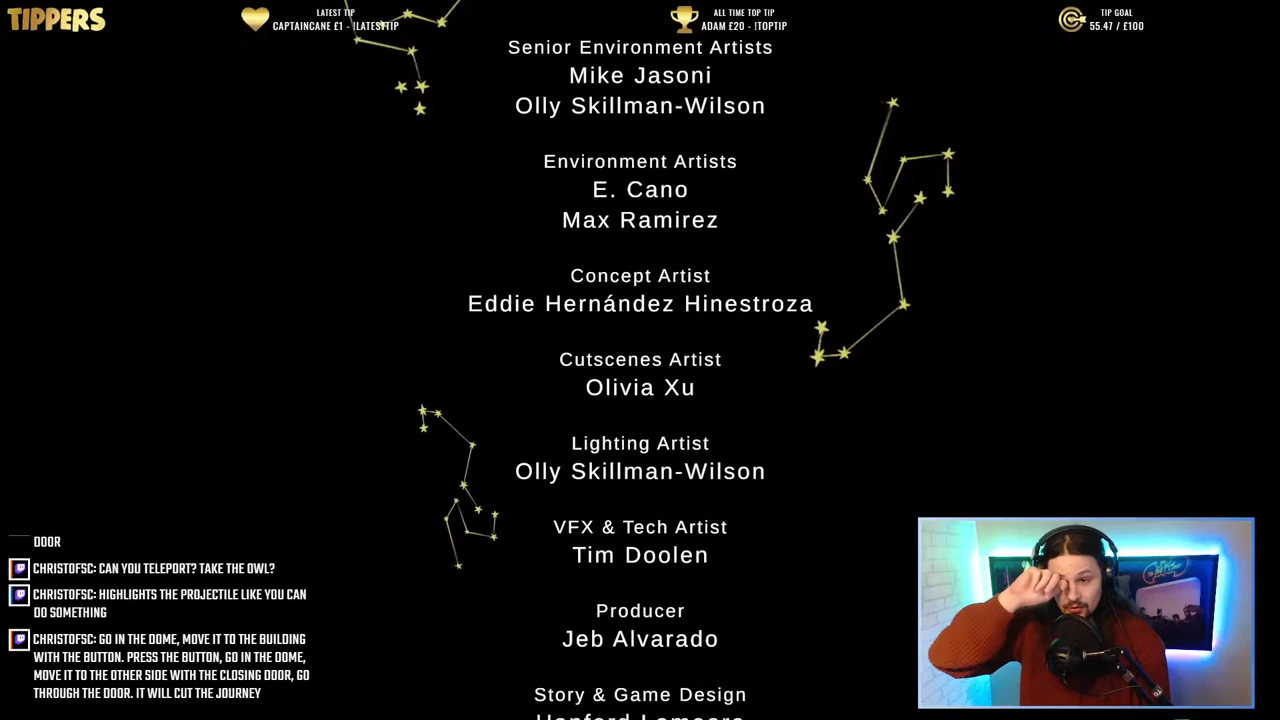 TIPPERS
LATEST TIP
CAPTAINCANE £1 - !LATESTTIP
ALL TIME TOP TIP
ADAM £20 - !TOPTIP
TIP GOAL
55.47 / £100
Senior Environment Artists
Mike Jasoni
Olly Skillman-Wilson
Environment Artists
E. Cano
Max Ramirez
Concept Artist
Eddie Hernández Hinestroza
Cutscenes Artist
Olivia Xu
Lighting Artist
Olly Skillman-Wilson
VFX & Tech Artist
Tim Doolen
Producer
Jeb Alvarado
Story & Game Design
DOOR
CHRISTOFSC: CAN YOU TELEPORT? TAKE THE OWL?
CHRISTOFSC: HIGHLIGHTS THE PROJECTILE LIKE YOU CAN
DO SOMETHING
CHRISTOFSC: GO IN THE DOME, MOVE IT TO THE BUILDING
WITH THE BUTTON. PRESS THE BUTTON, GO IN THE DOME,
MOVE IT TO THE OTHER SIDE WITH THE CLOSING DOOR, GO
THROUGH THE DOOR. IT WILL CUT THE JOURNEY